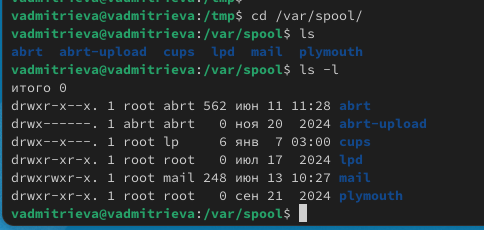 vadmitrieva@vadmitrieva:/tmp$
vadmitrieva@vadmitrieva:/tmp$ cd /var/spool/
vadmitrieva@vadmitrieva:/var/spool$ ls
abrt abrt-upload cups lpd mail plymouth
vadmitrieva@vadmitrieva:/var/spool$ ls -l
итого 0
drwxr-x--x. 1 root abrt 562 июн 11 11:28 abrt
drwx------. 1 abrt abrt 0 ноя 20 2024 abrt-upload
drwx--x---. 1 root lp 6 янв 7 03:00 cups
drwxr-xr-x. 1 root root 0 июл 17 2024 lpd
drwxrwxr-x. 1 root mail 248 июн 13 10:27 mail
drwxr-xr-x. 1 root root 0 сен 21 2024 plymouth
vadmitrieva@vadmitrieva:/var/spool$